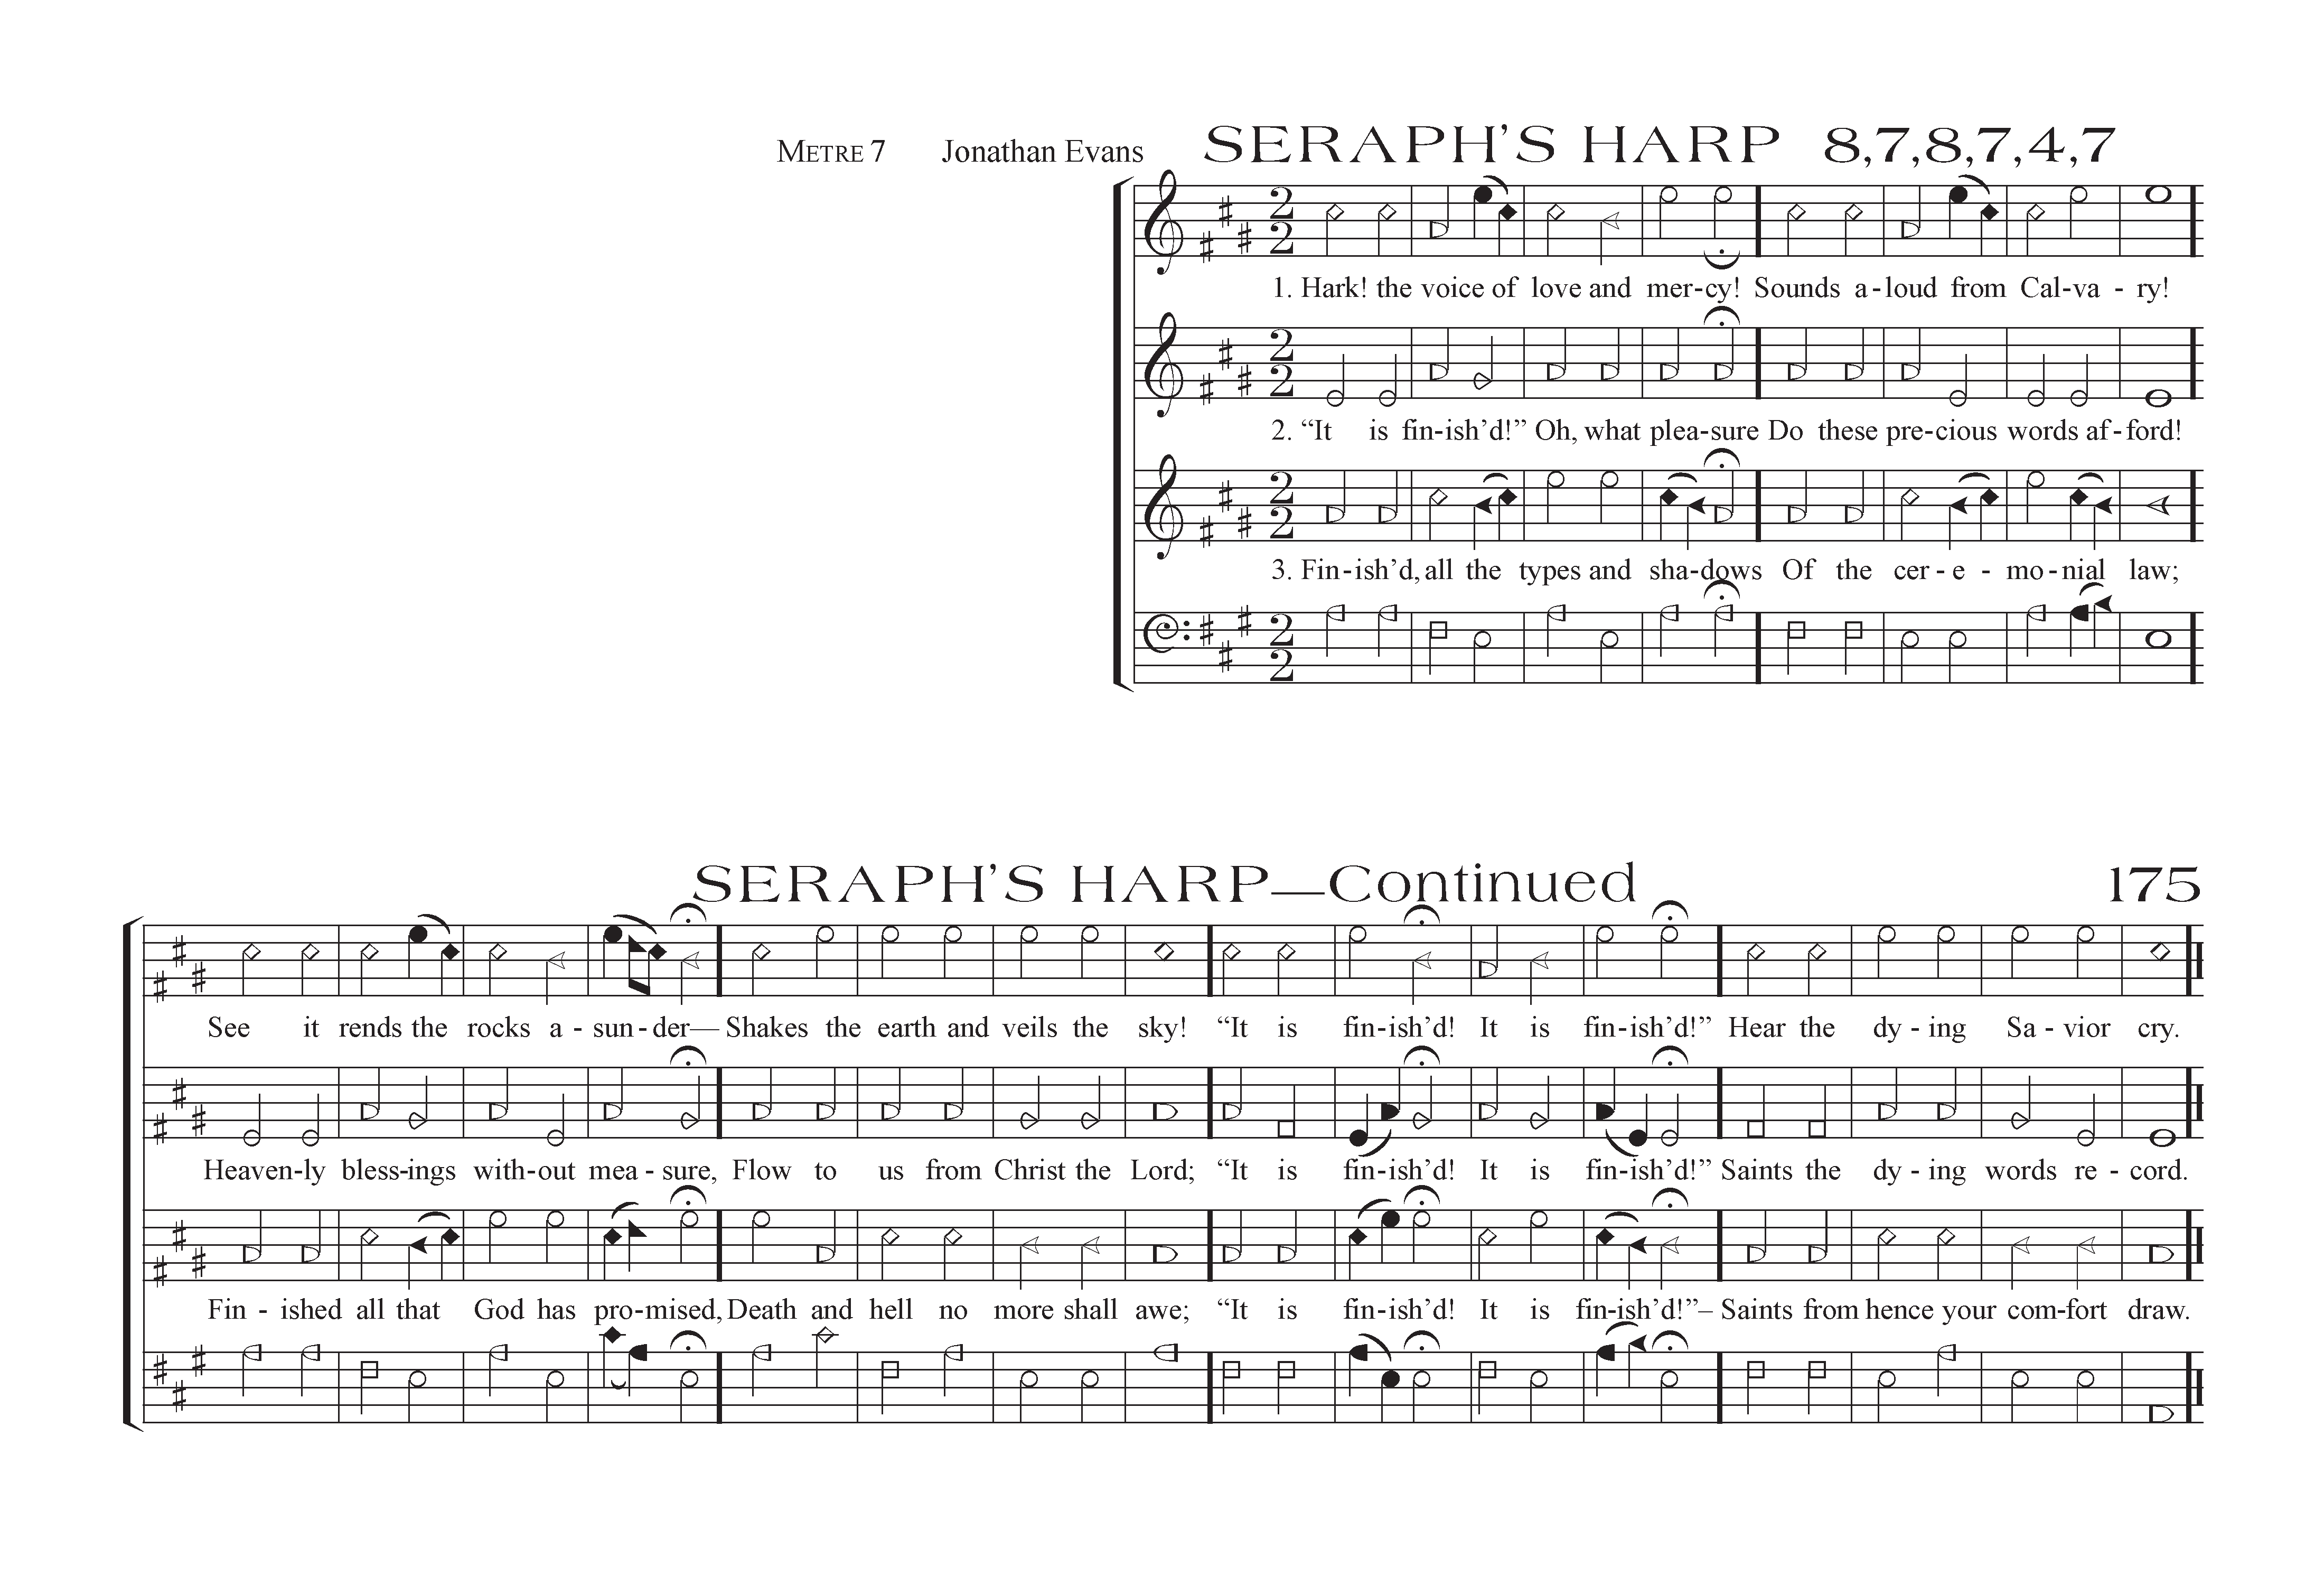 METRE 7 Jonathan Evans SERAPH'S HARP 8,7,8,7,4,7
1. Hark! the voice of love and mer-cy! Sounds a-loud from Cal-va - ry!
2. “It is fin-ish’d!” Oh, what plea-sure Do these pre-cious words af-ford!
3. Fin-ish’d, all the types and sha-dows Of the cer - e - mo-nial law;
SERAPH'S HARP—Continued 175
See it rends the rocks a - sun-der— Shakes the earth and veils the sky! “It is fin-ish’d! It is fin-ish’d!” Hear the dy - ing Sa - vior cry.
Heaven-ly bless-ings with-out mea - sure, Flow to us from Christ the Lord; “It is fin-ish’d! It is fin-ish’d!” Saints the dy - ing words re - cord.
Fin - ished all that God has pro-mised, Death and hell no more shall awe; “It is fin-ish’d! It is fin-ish’d!”– Saints from hence your com-fort draw.